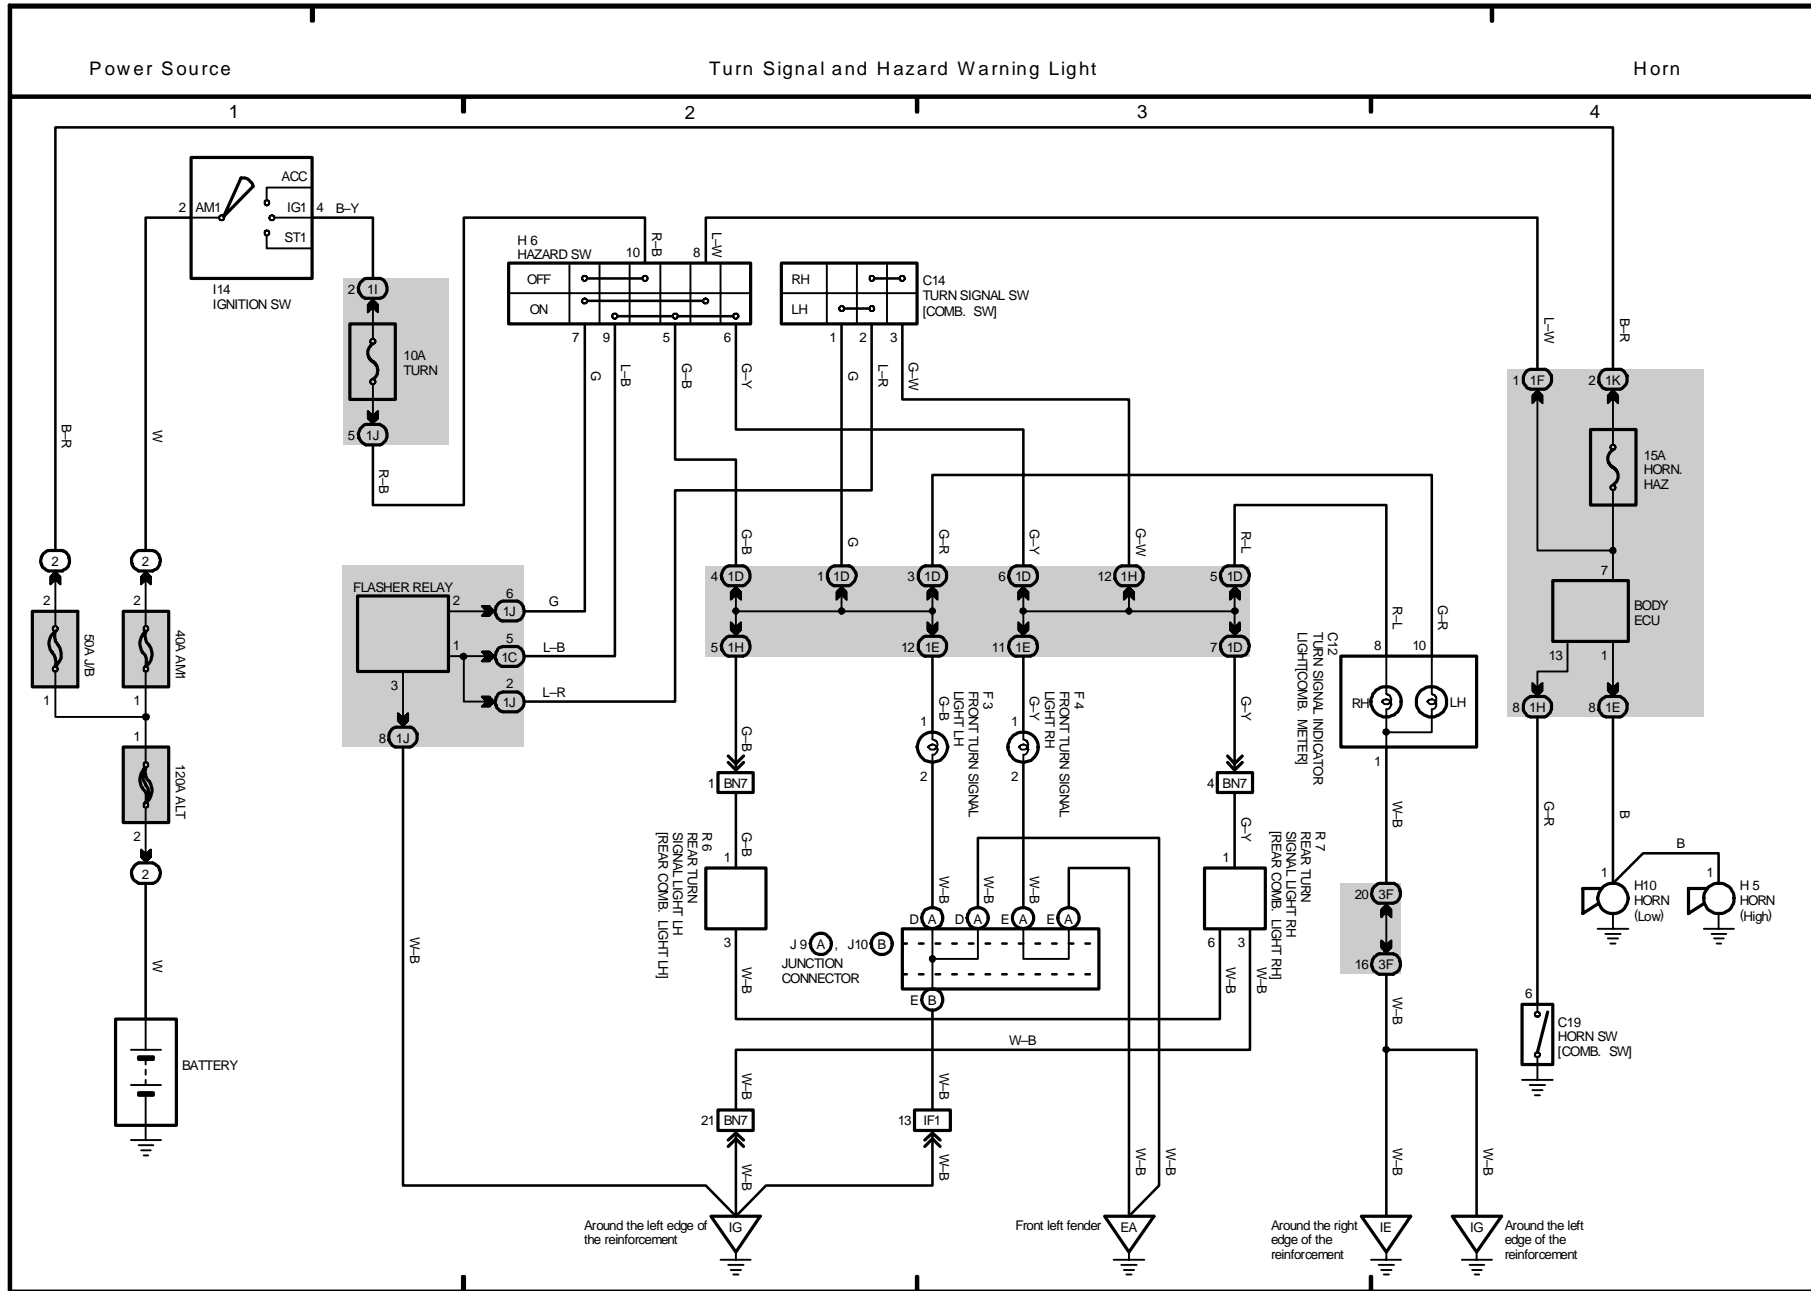 Power Source
Turn Signal and Hazard Warning Light
Horn
1
2
3
4
ACC
2
AM1
IG1
4
B–Y
ST1
I14
IGNITION SW
2
1I
10A
TURN
5
1J
R–B
B–R
W
2
2
2
2
50A J/B
40A AM1
1
1
1
120A ALT
2
2
W
BATTERY
H 6
HAZARD SW
10
R–B
8
L–W
OFF
ON
7
9
5
6
G
L–B
G–B
G–Y
RH
LH
C14
TURN SIGNAL SW
[COMB. SW]
1
2
3
G
L–R
G–W
FLASHER RELAY
2
6
1J
G
1
5
1C
L–B
2
1J
L–R
3
8
1J
W–B
G–B
G
G–R
G–Y
G–W
R–L
4
1D
1
1D
3
1D
6
1D
12
1H
5
1D
5
1H
12
1E
11
1E
7
1D
G–B
G–B
G–Y
G–Y
1
BN7
4
BN7
G–B
G–Y
1
2
F 3
FRONT TURN SIGNAL
LIGHT LH
1
2
F 4
FRONT TURN SIGNAL
LIGHT RH
R 6
REAR TURN
SIGNAL LIGHT LH
[REAR COMB. LIGHT LH]
1
3
W–B
R 7
REAR TURN
SIGNAL LIGHT RH
[REAR COMB. LIGHT RH]
1
6
3
W–B
W–B
W–B
W–B
W–B
D
A
D
A
E
A
E
A
J 9
A
,
J10
B
JUNCTION
CONNECTOR
E
B
W–B
W–B
W–B
21
BN7
13
IF1
W–B
W–B
W–B
W–B
Around the left edge of
the reinforcement
IG
Front left fender
EA
R–L
G–R
C12
TURN SIGNAL INDICATOR
LIGHT[COMB. METER]
8
10
RH
LH
1
W–B
20
3F
16
3F
W–B
W–B
W–B
Around the right
edge of the
reinforcement
IE
IG
Around the left
edge of the
reinforcement
L–W
B–R
1
1F
2
1K
15A
HORN.
HAZ
7
BODY
ECU
13
1
8
1H
8
1E
G–R
B
B
1
1
H10
HORN
(Low)
H 5
HORN
(High)
6
C19
HORN SW
[COMB. SW]